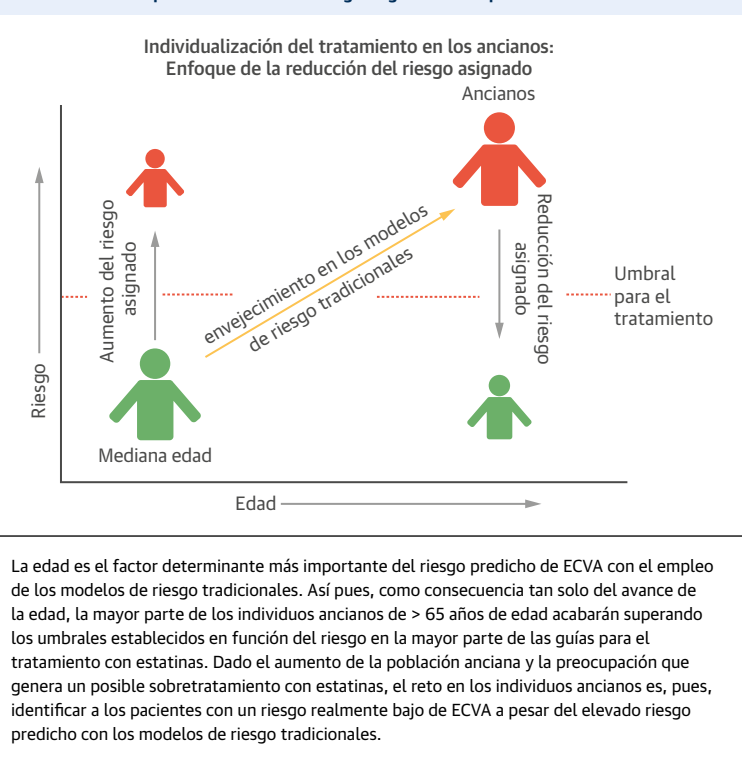 Individualización del tratamiento en los ancianos:
Enfoque de la reducción del riesgo asignado
Ancianos
Riesgo
Aumento del riesgo
asignado
envejecimiento en los modelos
de riesgo tradicionales
Reducción del riesgo
asignado
Umbral
para el
tratamiento
Mediana edad
Edad
La edad es el factor determinante más importante del riesgo predicho de ECVA con el empleo
de los modelos de riesgo tradicionales. Así pues, como consecuencia tan solo del avance de
la edad, la mayor parte de los individuos ancianos de > 65 años de edad acabarán superando
los umbrales establecidos en función del riesgo en la mayor parte de las guías para el
tratamiento con estatinas. Dado el aumento de la población anciana y la preocupación que
genera un posible sobretratamiento con estatinas, el reto en los individuos ancianos es, pues,
identificar a los pacientes con un riesgo realmente bajo de ECVA a pesar del elevado riesgo
predicho con los modelos de riesgo tradicionales.